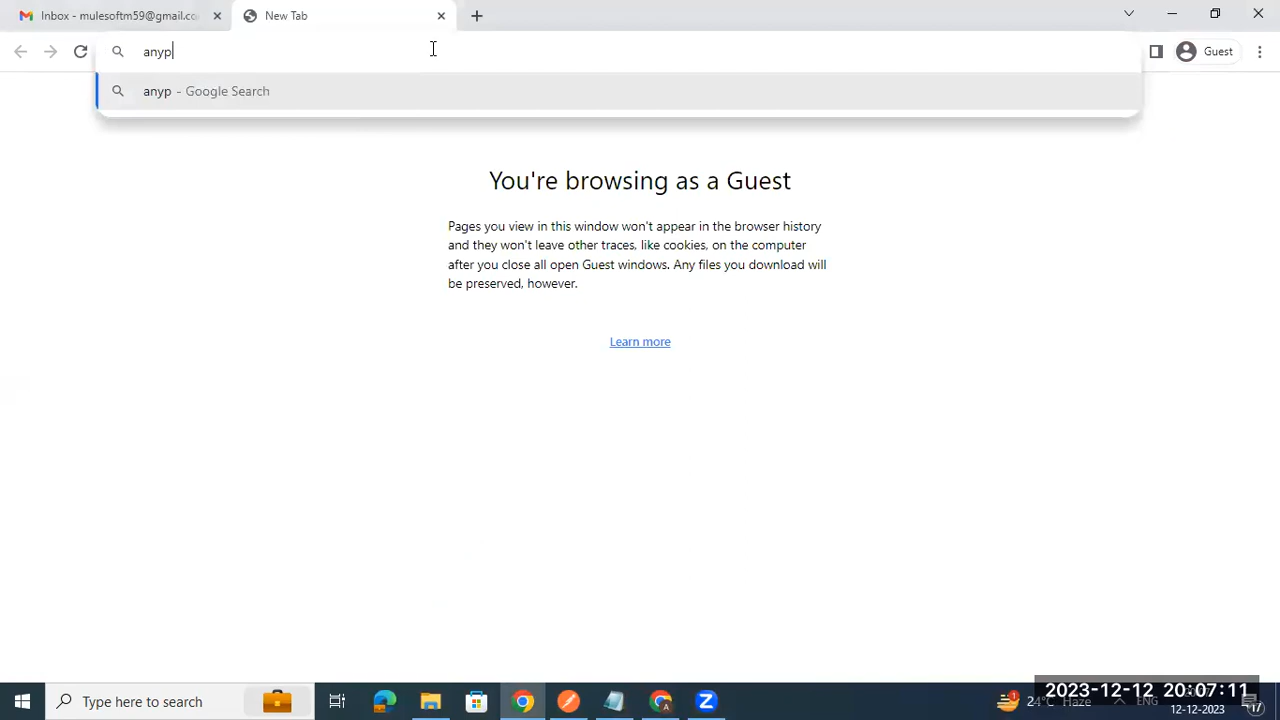 Inbox - mulesoftm59@gmail.co
New Tab
anyp
Guest
anyp - Google Search
You're browsing as a Guest
Pages you view in this window won't appear in the browser history
and they won't leave other traces, like cookies, on the computer
after you close all open Guest windows. Any files you download will
be preserved, however.
Learn more
Type here to search
1
24°C Haze
ENG
2023-12-12 20:07:11
12-12-2023
17